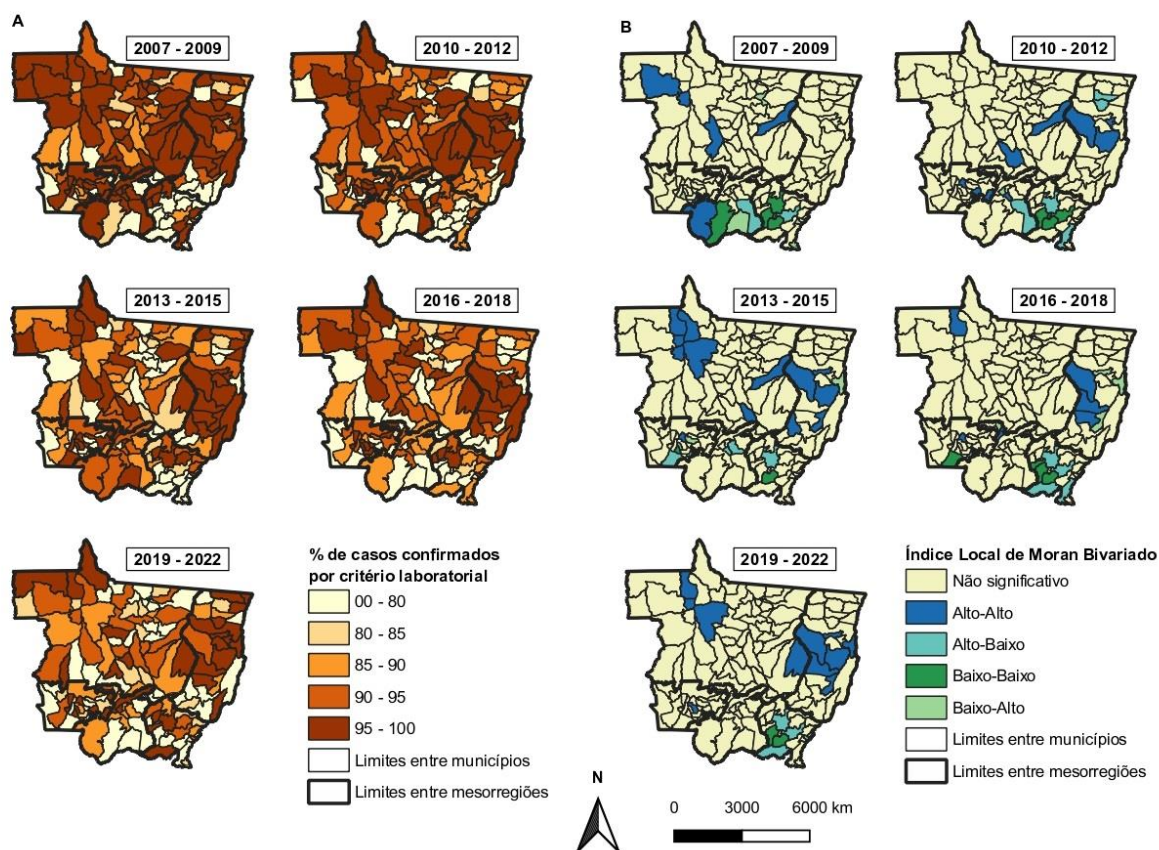 A
2007 - 2009
2010 - 2012
2013 - 2015
2016 - 2018
2019 - 2022
% de casos confirmados
por critério laboratorial
00 - 80
80 - 85
85 - 90
90 - 95
95 - 100
Limites entre municípios
Limites entre mesorregiões
B
2007 - 2009
2010 - 2012
2013 - 2015
2016 - 2018
2019 - 2022
Índice Local de Moran Bivariado
Não significativo
Alto-Alto
Alto-Baixo
Baixo-Baixo
Baixo-Alto
Limites entre municípios
Limites entre mesorregiões
N
0 3000 6000 km